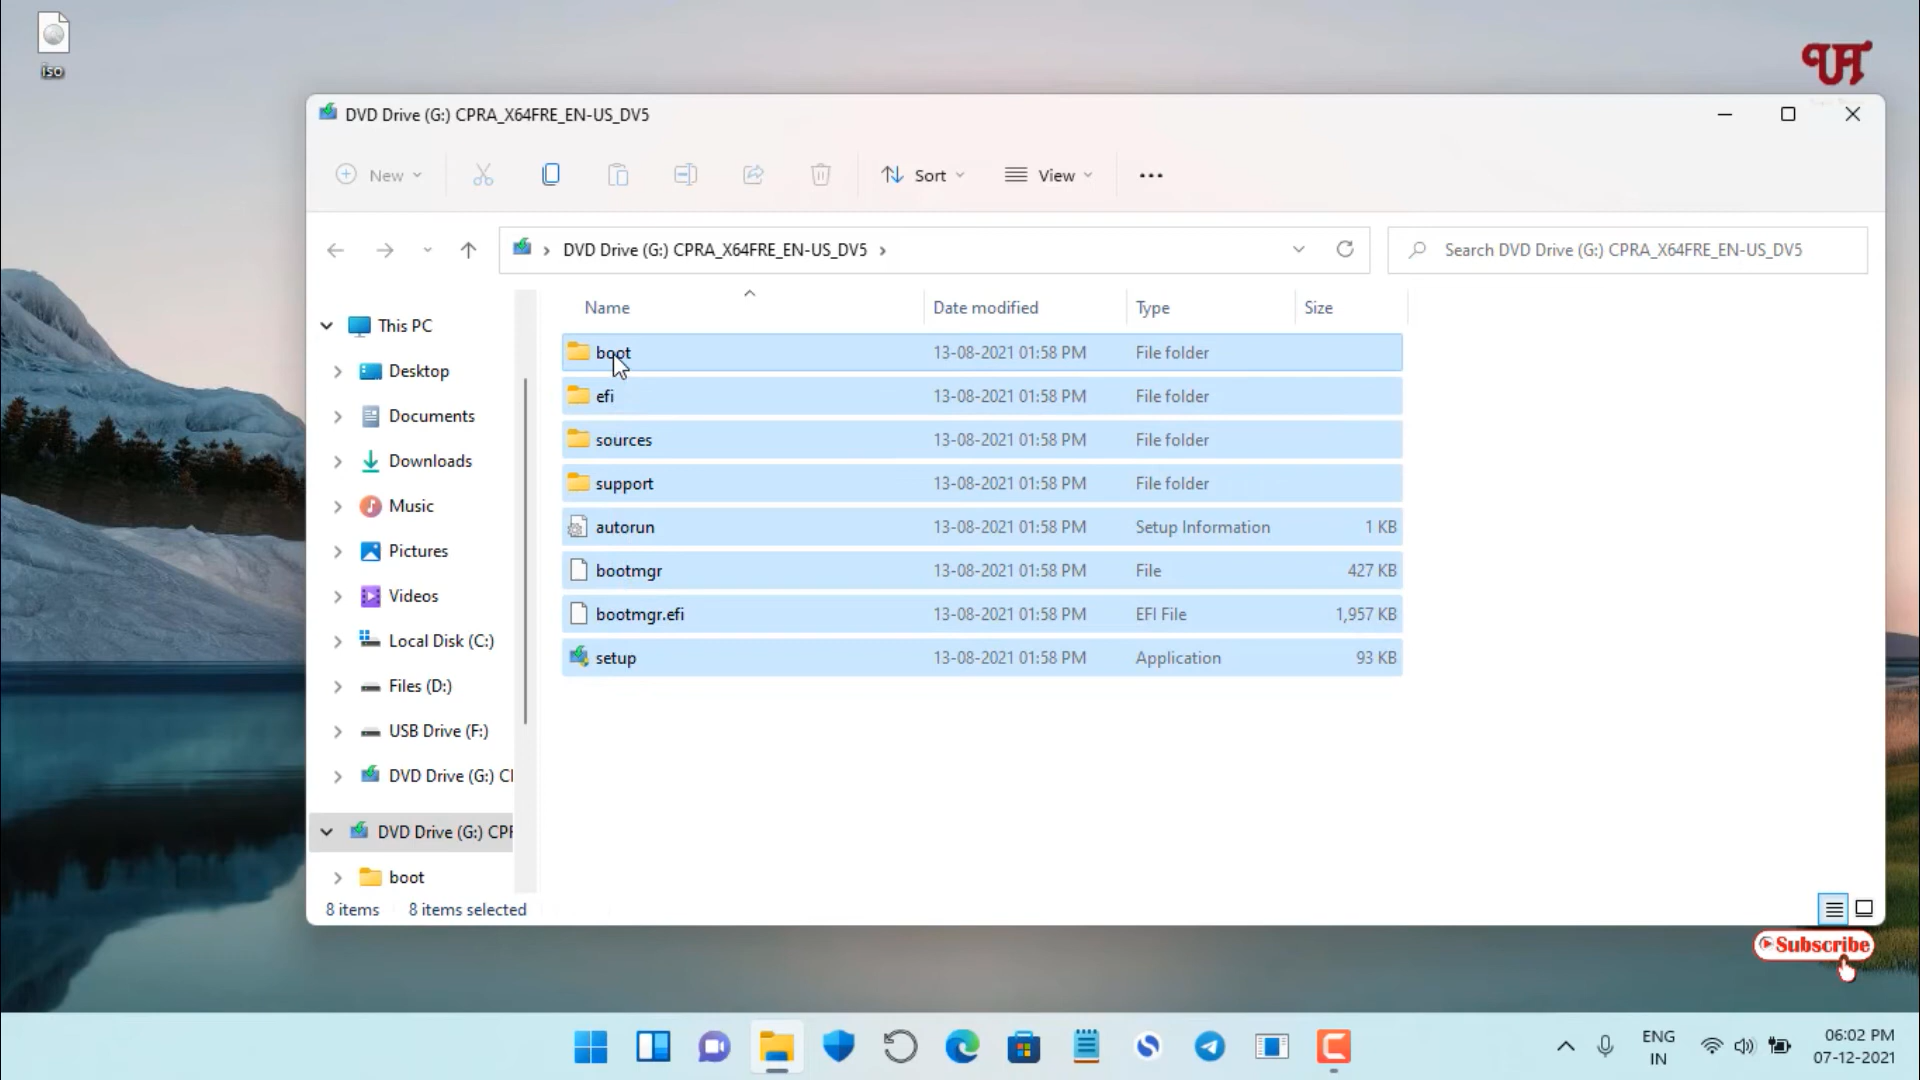 iso
UA
DVD Drive (G:) CPRA_X64FRE_EN-US_DV5
New
Sort
View
DVD Drive (G:) CPRA_X64FRE_EN-US_DV5
Search DVD Drive (G:) CPRA_X64FRE_EN-US_DV5
Name Date modified Type Size
This PC
Desktop
Documents
Downloads
Music
Pictures
Videos
Local Disk (C:)
Files (D:)
USB Drive (F:)
DVD Drive (G:) CI
DVD Drive (G:) CPF
boot
boot 13-08-2021 01:58 PM File folder
efi 13-08-2021 01:58 PM File folder
sources 13-08-2021 01:58 PM File folder
support 13-08-2021 01:58 PM File folder
autorun 13-08-2021 01:58 PM Setup Information 1 KB
bootmgr 13-08-2021 01:58 PM File 427 KB
bootmgr.efi 13-08-2021 01:58 PM EFI File 1,957 KB
setup 13-08-2021 01:58 PM Application 93 KB
8 items 8 items selected
Subscribe
ENG
IN
06:02 PM
07-12-2021